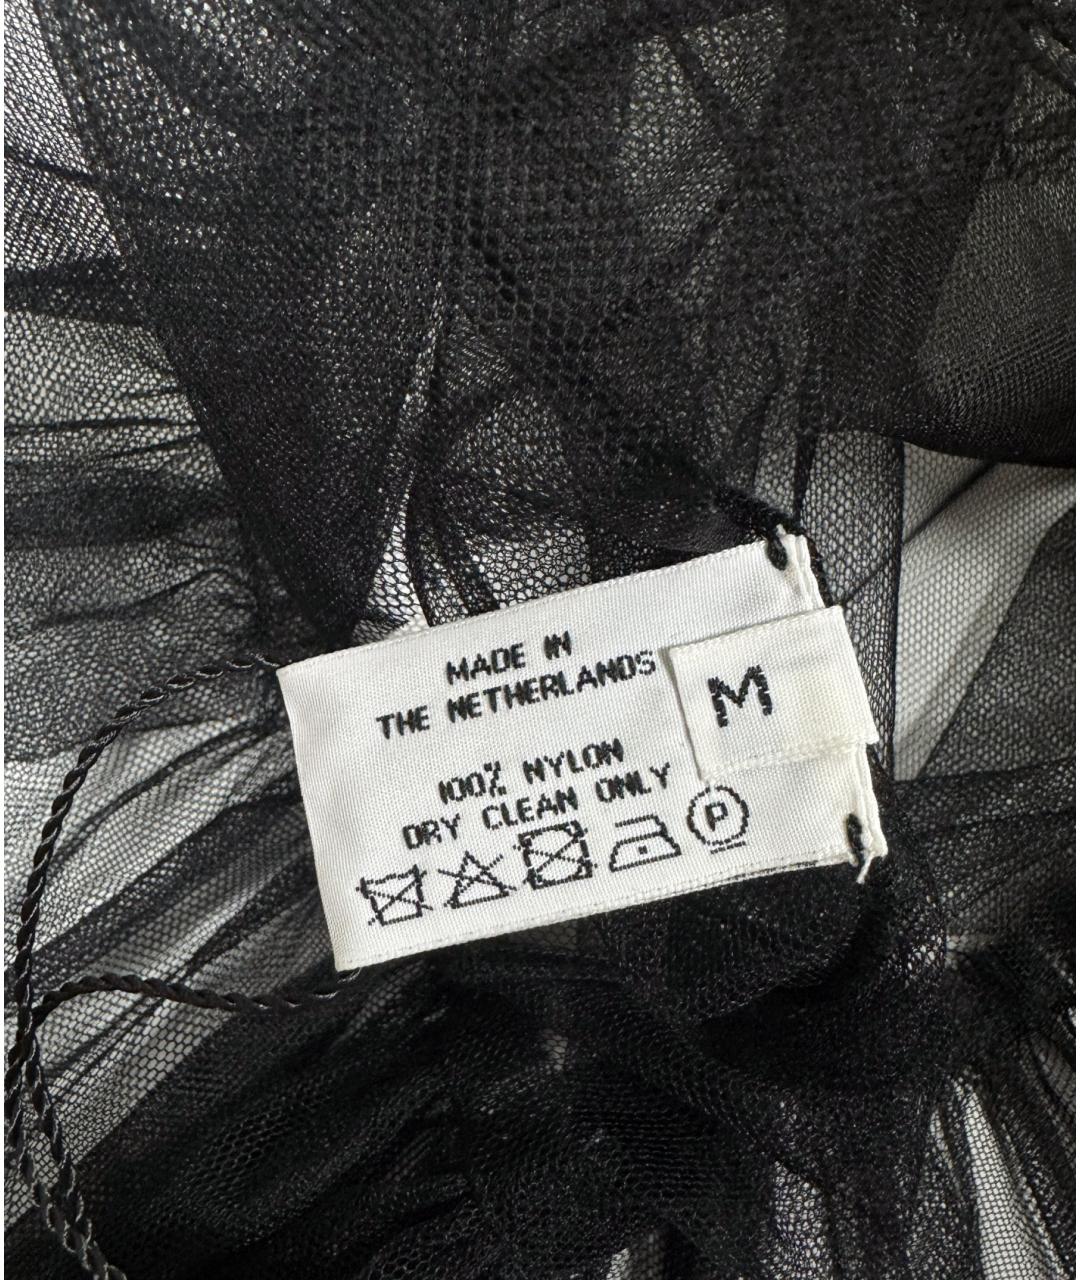 MADE IN
THE NETHERLANDS
M
100% NYLON
DRY CLEAN ONLY
P